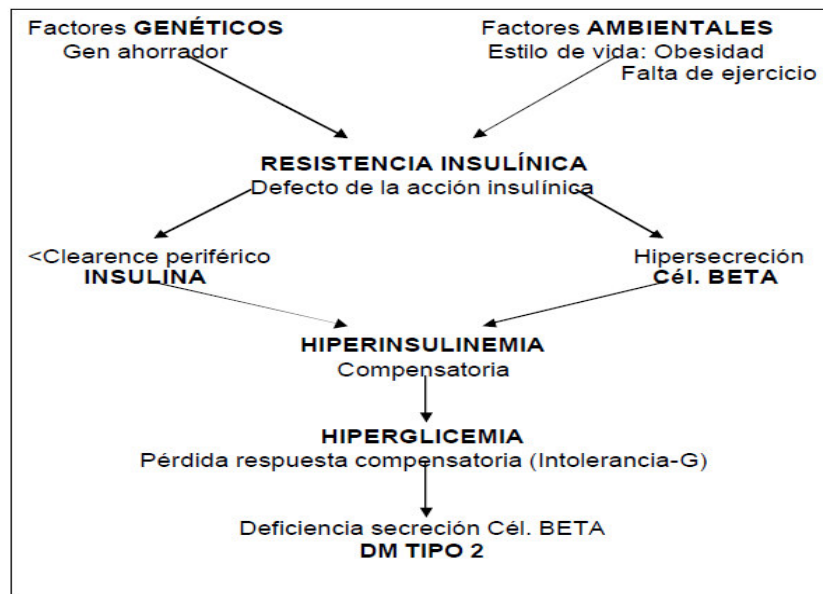 Factores GENÉTICOS
Gen ahorrador
Factores AMBIENTALES
Estilo de vida: Obesidad
Falta de ejercicio
RESISTENCIA INSULÍNICA
Defecto de la acción insulínica
<Clearence periférico
INSULINA
Hipersecreción
Cél. BETA
HIPERINSULINEMIA
Compensatoria
HIPERGLICEMIA
Pérdida respuesta compensatoria (Intolerancia-G)
Deficiencia secreción Cél. BETA
DM TIPO 2